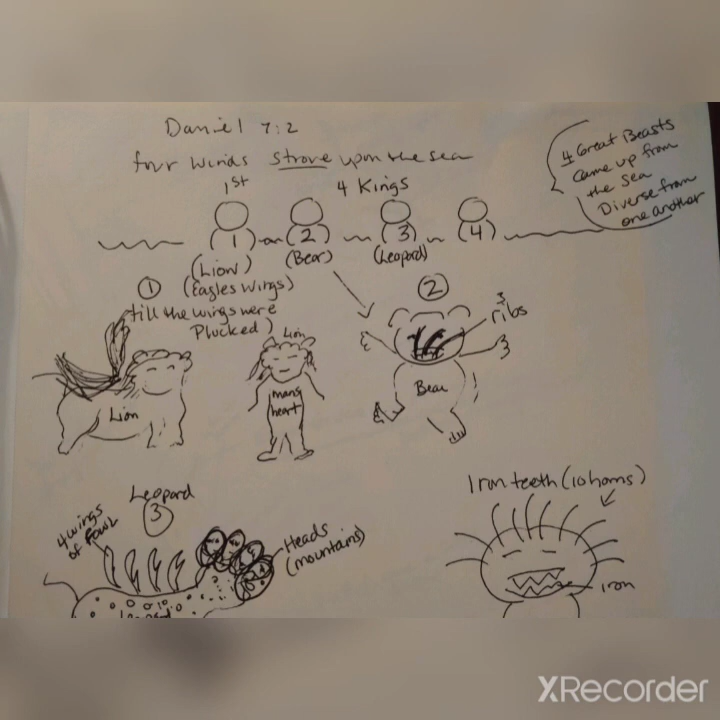 Daniel 7:2
four winds strove upon the sea
4 Great Beasts
came up from
the Sea
Diverse from
one another
1st
4 Kings
1
2
3
4
(Lion)
(Eagles Wings)
(Bear)
(Leopard)
1
till the wings were
Plucked)
2
3
ribs
Lion
Lion
mans
heart
Bear
Leopard
3
4 wings
of Fowl
Heads
(mountains)
Iron teeth (10 horns)
iron
XRecorder